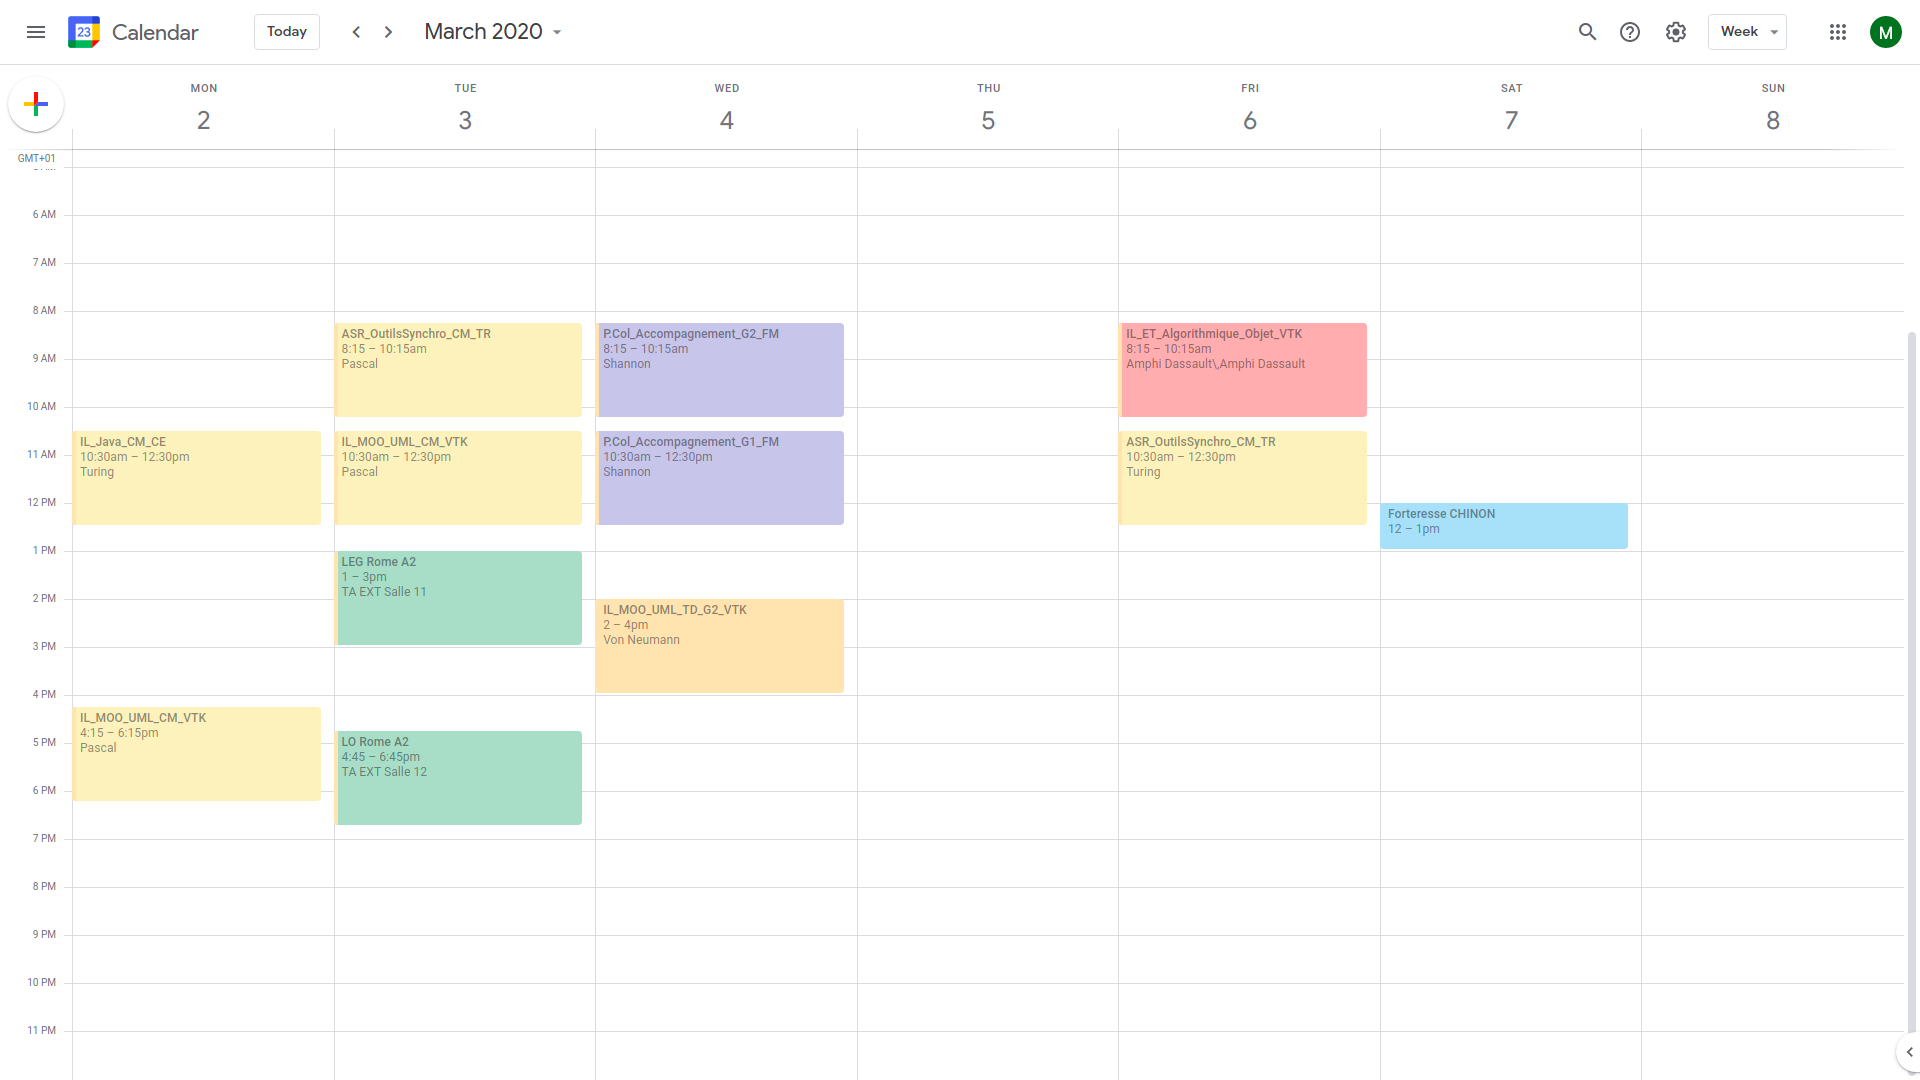 23 Calendar Today March 2020 Week M
MON TUE WED THU FRI SAT SUN
2 3 4 5 6 7 8
GMT+01
6 AM
7 AM
8 AM
9 AM
10 AM
11 AM
12 PM
1 PM
2 PM
3 PM
4 PM
5 PM
6 PM
7 PM
8 PM
9 PM
10 PM
11 PM
IL_Java_CM_CE
10:30am – 12:30pm
Turing
IL_MOO_UML_CM_VTK
4:15 – 6:15pm
Pascal
ASR_OutilsSynchro_CM_TR
8:15 – 10:15am
Pascal
IL_MOO_UML_CM_VTK
10:30am – 12:30pm
Pascal
LEG Rome A2
1 – 3pm
TA EXT Salle 11
LO Rome A2
4:45 – 6:45pm
TA EXT Salle 12
P.Col_Accompagnement_G2_FM
8:15 – 10:15am
Shannon
P.Col_Accompagnement_G1_FM
10:30am – 12:30pm
Shannon
IL_MOO_UML_TD_G2_VTK
2 – 4pm
Von Neumann
IL_ET_Algorithmique_Objet_VTK
8:15 – 10:15am
Amphi Dassault\,Amphi Dassault
ASR_OutilsSynchro_CM_TR
10:30am – 12:30pm
Turing
Forteresse CHINON
12 – 1pm